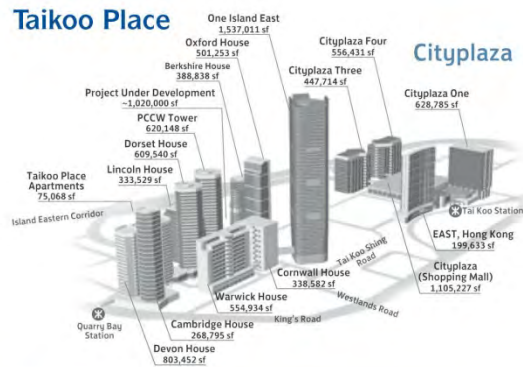 Taikoo Place
One Island East
1,537,011 sf
Oxford House
501,253 sf
Berkshire House
388,838 sf
Project Under Development
~1,020,000 sf
PCCW Tower
620,148 sf
Dorset House
609,540 sf
Lincoln House
333,529 sf
Taikoo Place
Apartments
75,068 sf
Island Eastern Corridor
Cityplaza Four
556,431 sf
Cityplaza Three
447,714 sf
Cityplaza
Cityplaza One
628,785 sf
Tai Koo Station
EAST, Hong Kong
199,633 sf
Cityplaza
(Shopping Mall)
1,105,227 sf
Tai Koo Shing
Road
Cornwall House
338,582 sf
Westlands Road
Warwick House
554,934 sf
King's Road
Quarry Bay
Station
Cambridge House
268,795 sf
Devon House
803,452 sf